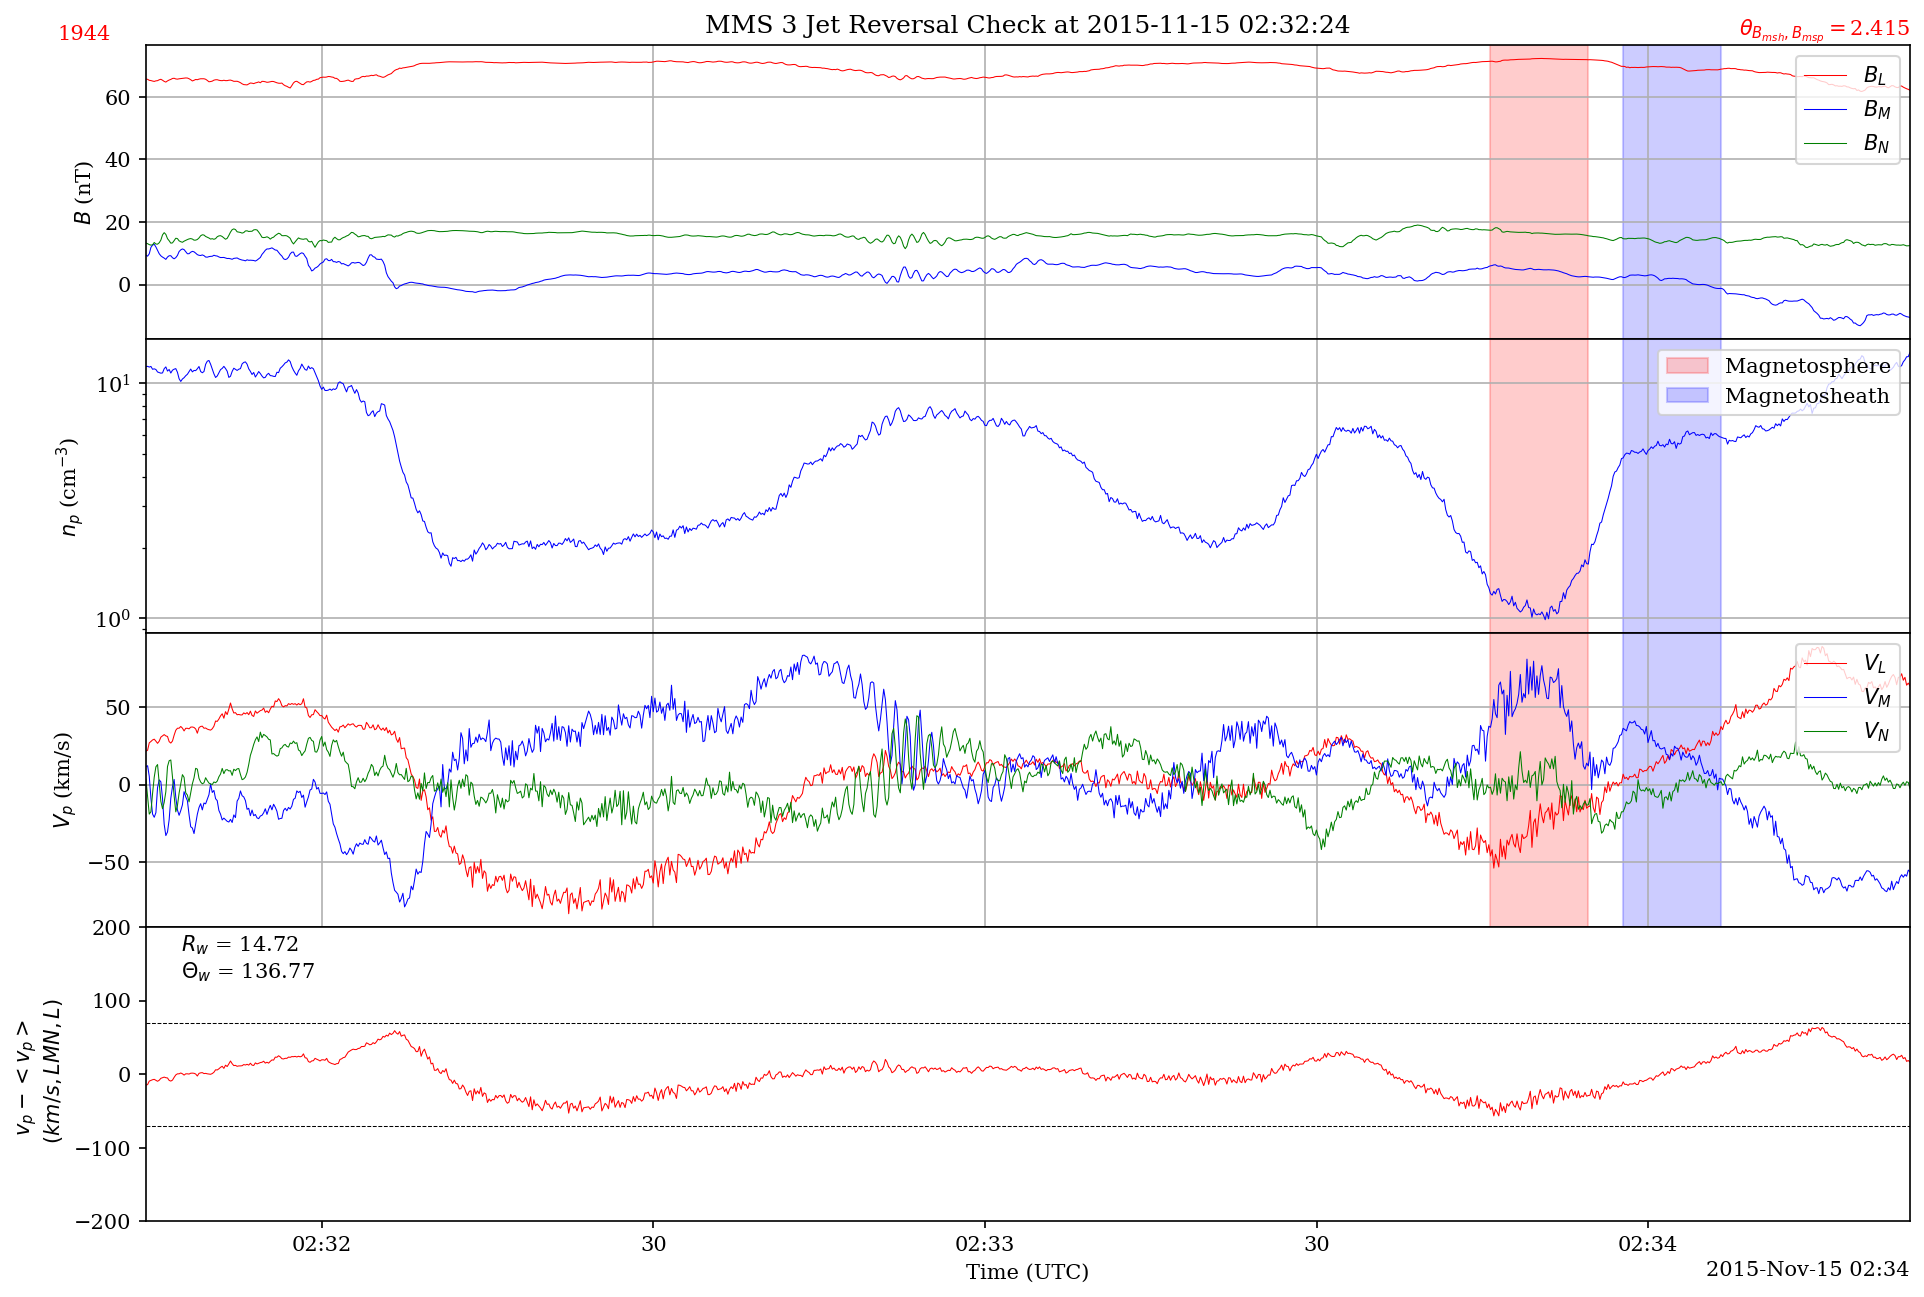 MMS 3 Jet Reversal Check at 2015-11-15 02:32:24
1944
θ_{B_{msh}, B_{msp}} = 2.415
B (nT)
60
40
20
0
B_L
B_M
B_N
n_p (cm^{-3})
10^1
10^0
Magnetosphere
Magnetosheath
V_p (km/s)
50
0
−50
V_L
V_M
V_N
v_p − < v_p >
(km/s, LMN, L)
200
100
0
−100
−200
R_w = 14.72
Θ_w = 136.77
02:32
30
02:33
30
02:34
Time (UTC)
2015-Nov-15 02:34